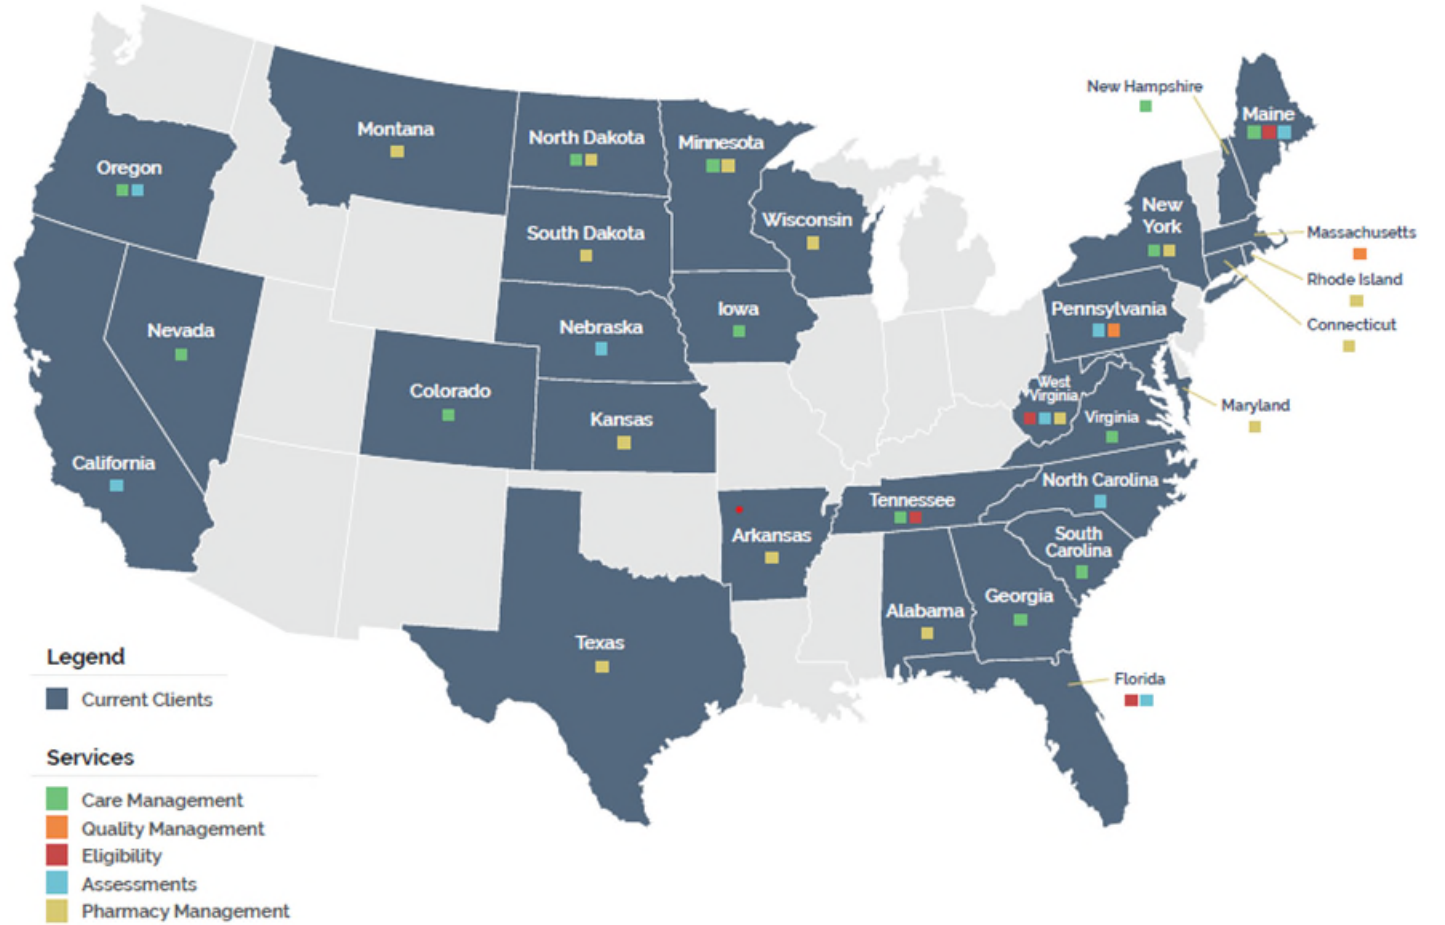 New Hampshire
Maine
Montana
North Dakota
Minnesota
Oregon
New
York
Wisconsin
South Dakota
Massachusetts
Rhode Island
Iowa
Pennsylvania
Nebraska
Nevada
Connecticut
Colorado
West
Virginia
Maryland
Kansas
Virginia
California
North Carolina
Tennessee
Arkansas
South
Carolina
Georgia
Alabama
Texas
Florida
Legend
Current Clients
Services
Care Management
Quality Management
Eligibility
Assessments
Pharmacy Management